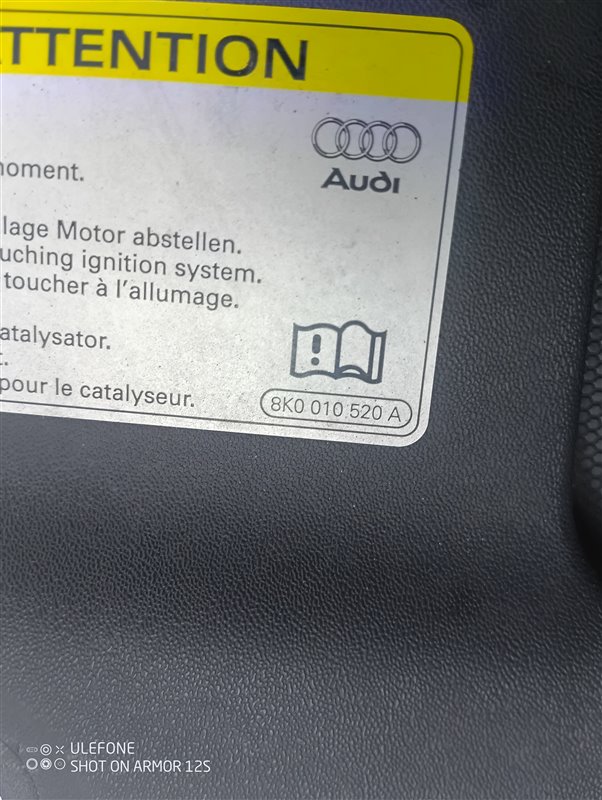 TTENTION
Audi
moment.
lage Motor abstellen.
uching ignition system.
toucher à l'allumage.
atalysator.
t.
pour le catalyseur.
8K0 010 520 A
ULEFONE
SHOT ON ARMOR 12S